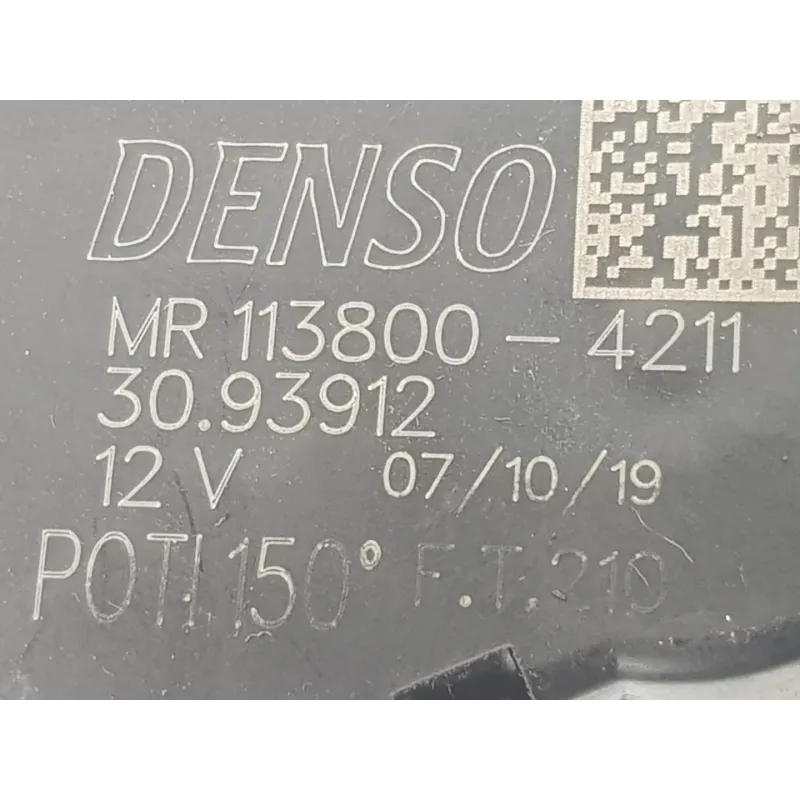 DENSO
MR 113800 - 4211
30.93912
12 V 07/10/19
POTI.150° F.T.210